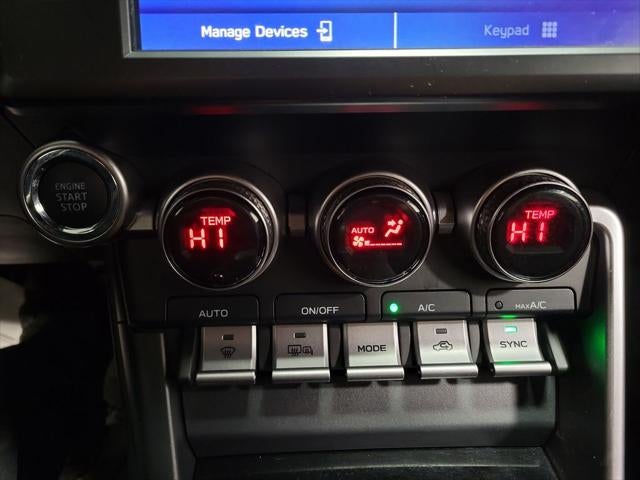 Manage Devices
Keypad
ENGINE
START
STOP
TEMP
HI
AUTO
TEMP
HI
AUTO
ON/OFF
A/C
MAX A/C
MODE
SYNC